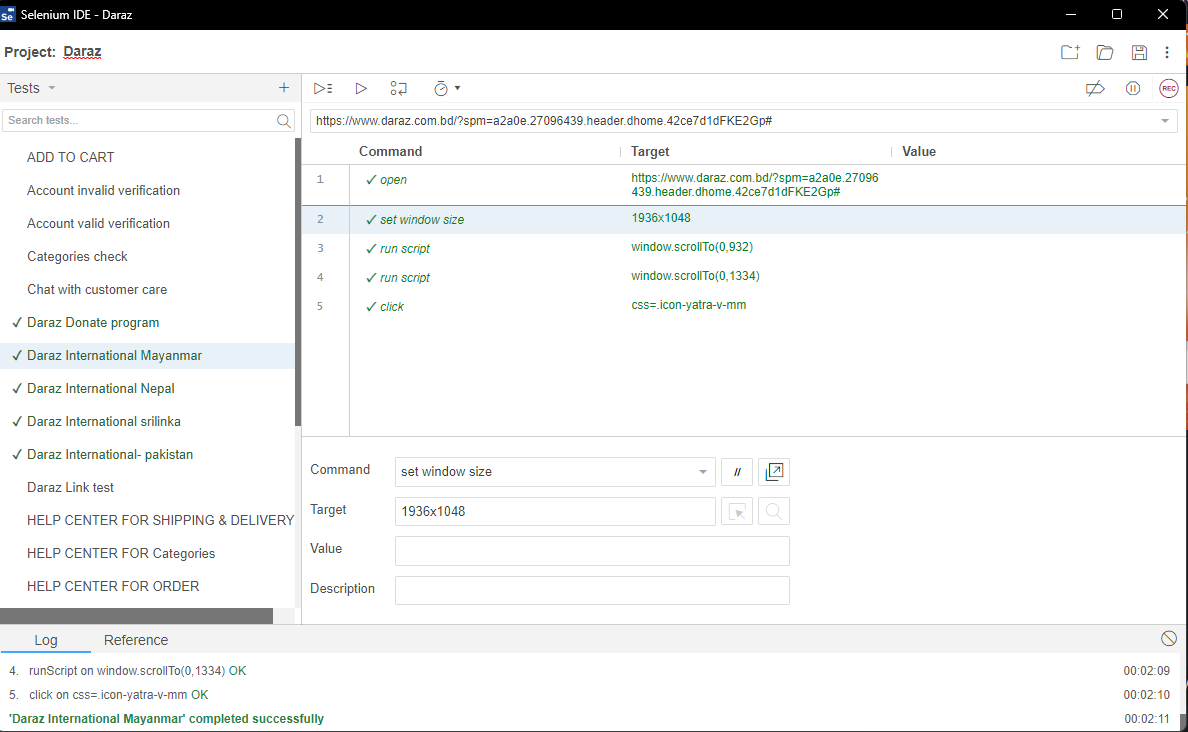 Se Selenium IDE - Daraz
Project: Daraz
Tests
Search tests...
ADD TO CART
Account invalid verification
Account valid verification
Categories check
Chat with customer care
✓ Daraz Donate program
✓ Daraz International Mayanmar
✓ Daraz International Nepal
✓ Daraz International srilinka
✓ Daraz International- pakistan
Daraz Link test
HELP CENTER FOR SHIPPING & DELIVERY
HELP CENTER FOR Categories
HELP CENTER FOR ORDER
REC
https://www.daraz.com.bd/?spm=a2a0e.27096439.header.dhome.42ce7d1dFKE2Gp#
Command Target Value
1 ✓ open https://www.daraz.com.bd/?spm=a2a0e.27096
439.header.dhome.42ce7d1dFKE2Gp#
2 ✓ set window size 1936x1048
3 ✓ run script window.scrollTo(0,932)
4 ✓ run script window.scrollTo(0,1334)
5 ✓ click css=.icon-yatra-v-mm
Command set window size //
Target 1936x1048
Value
Description
Log Reference
4. runScript on window.scrollTo(0,1334) OK 00:02:09
5. click on css=.icon-yatra-v-mm OK 00:02:10
'Daraz International Mayanmar' completed successfully 00:02:11